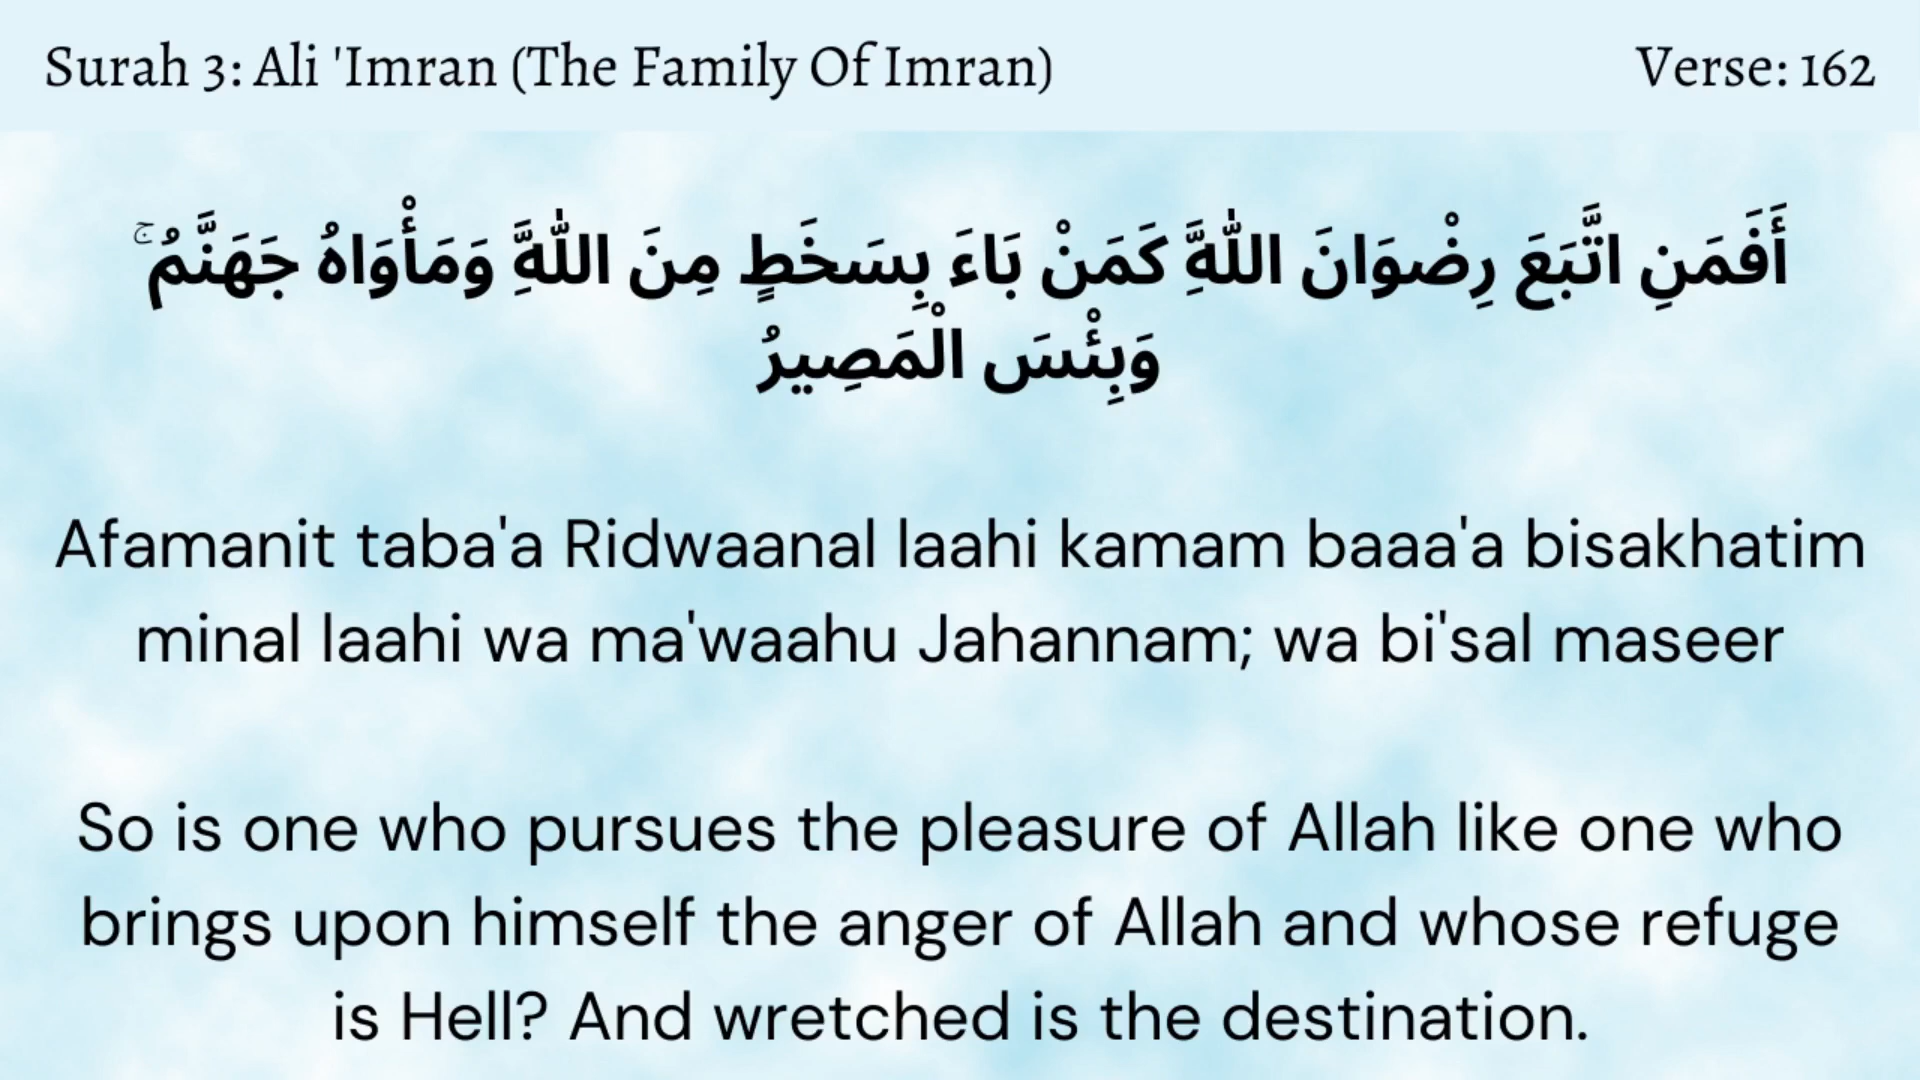 Surah 3: Ali 'Imran (The Family Of Imran)
Verse: 162
أَفَمَنِ اتَّبَعَ رِضْوَانَ اللَّهِ كَمَنْ بَاءَ بِسَخَطٍ مِنَ اللَّهِ وَمَأْوَاهُ جَهَنَّمُ ۚ
وَبِئْسَ الْمَصِيرُ
Afamanit taba'a Ridwaanal laahi kamam baaa'a bisakhatim
minal laahi wa ma'waahu Jahannam; wa bi'sal maseer
So is one who pursues the pleasure of Allah like one who
brings upon himself the anger of Allah and whose refuge
is Hell? And wretched is the destination.